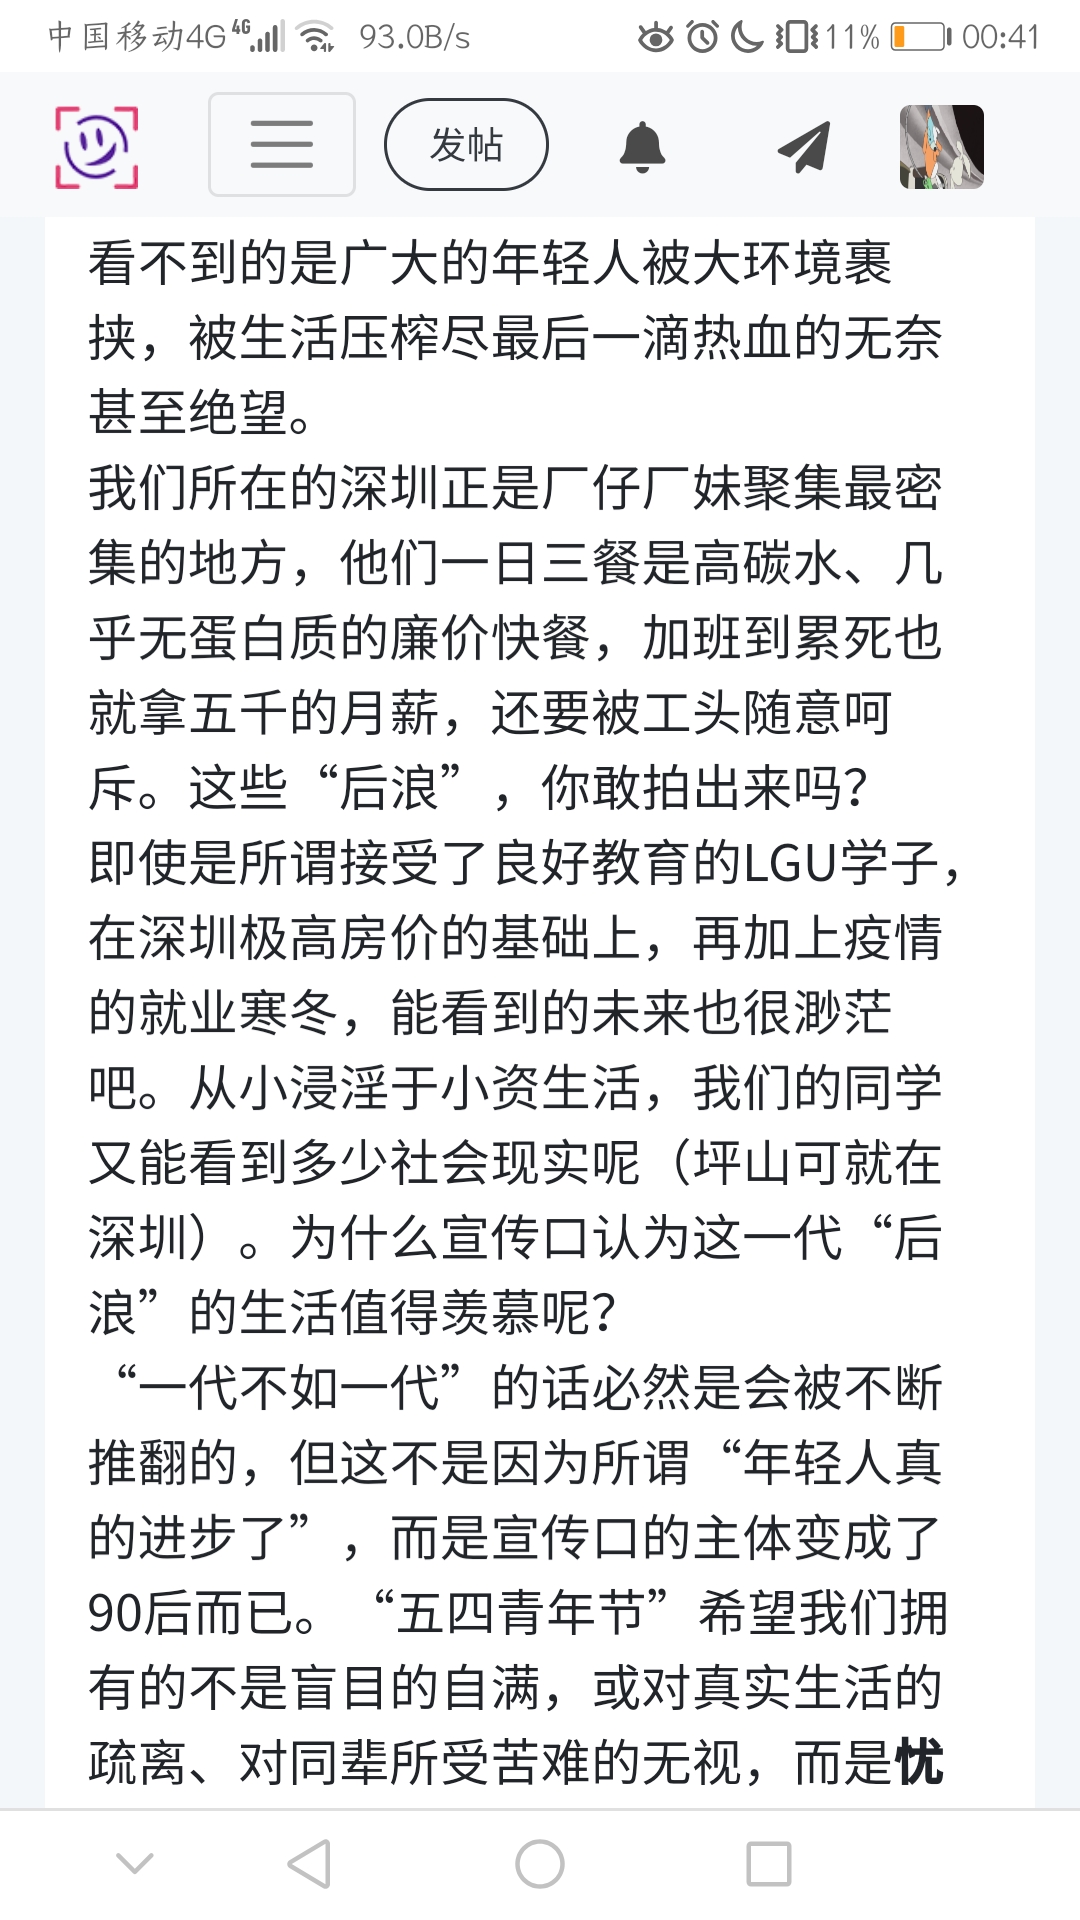 中国移动4G 4G 93.0B/s 11% 00:41
发帖
看不到的是广大的年轻人被大环境裹
挟，被生活压榨尽最后一滴热血的无奈
甚至绝望。
我们所在的深圳正是厂仔厂妹聚集最密
集的地方，他们一日三餐是高碳水、几
乎无蛋白质的廉价快餐，加班到累死也
就拿五千的月薪，还要被工头随意呵
斥。这些“后浪”，你敢拍出来吗？
即使是所谓接受了良好教育的LGU学子，
在深圳极高房价的基础上，再加上疫情
的就业寒冬，能看到的未来也很渺茫
吧。从小浸淫于小资生活，我们的同学
又能看到多少社会现实呢（坪山可就在
深圳）。为什么宣传口认为这一代“后
浪”的生活值得羡慕呢？
“一代不如一代”的话必然是会被不断
推翻的，但这不是因为所谓“年轻人真
的进步了”，而是宣传口的主体变成了
90后而已。“五四青年节”希望我们拥
有的不是盲目的自满，或对真实生活的
疏离、对同辈所受苦难的无视，而是忧